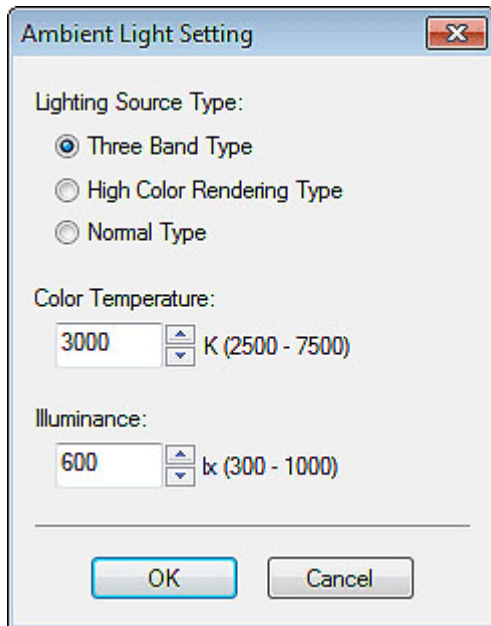 Ambient Light Setting
Lighting Source Type:
Three Band Type
High Color Rendering Type
Normal Type
Color Temperature:
3000 K (2500 - 7500)
Illuminance:
600 lx (300 - 1000)
OK Cancel